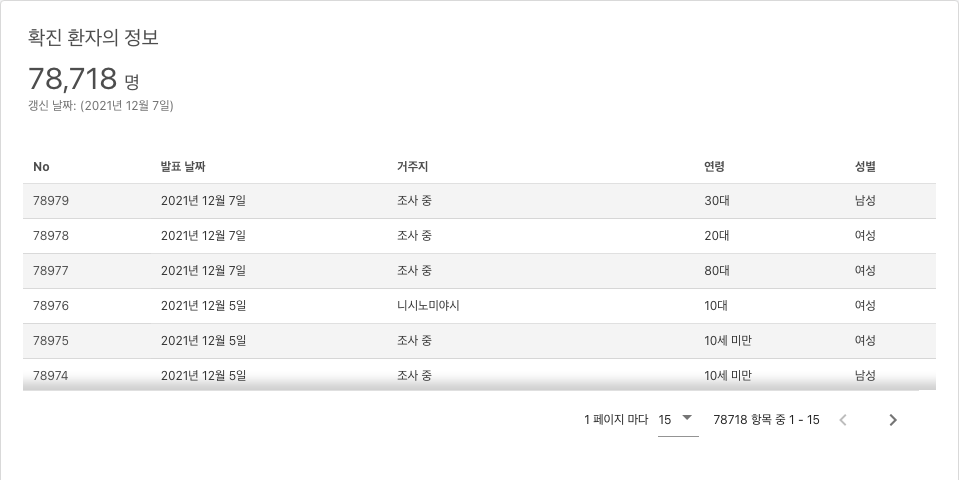 확진 환자의 정보
78,718 명
갱신 날짜: (2021년 12월 7일)
No 발표 날짜 거주지 연령 성별
78979 2021년 12월 7일 조사 중 30대 남성
78978 2021년 12월 7일 조사 중 20대 여성
78977 2021년 12월 7일 조사 중 80대 여성
78976 2021년 12월 5일 니시노미야시 10대 여성
78975 2021년 12월 5일 조사 중 10세 미만 여성
78974 2021년 12월 5일 조사 중 10세 미만 남성
1 페이지 마다 15 78718 항목 중 1 - 15